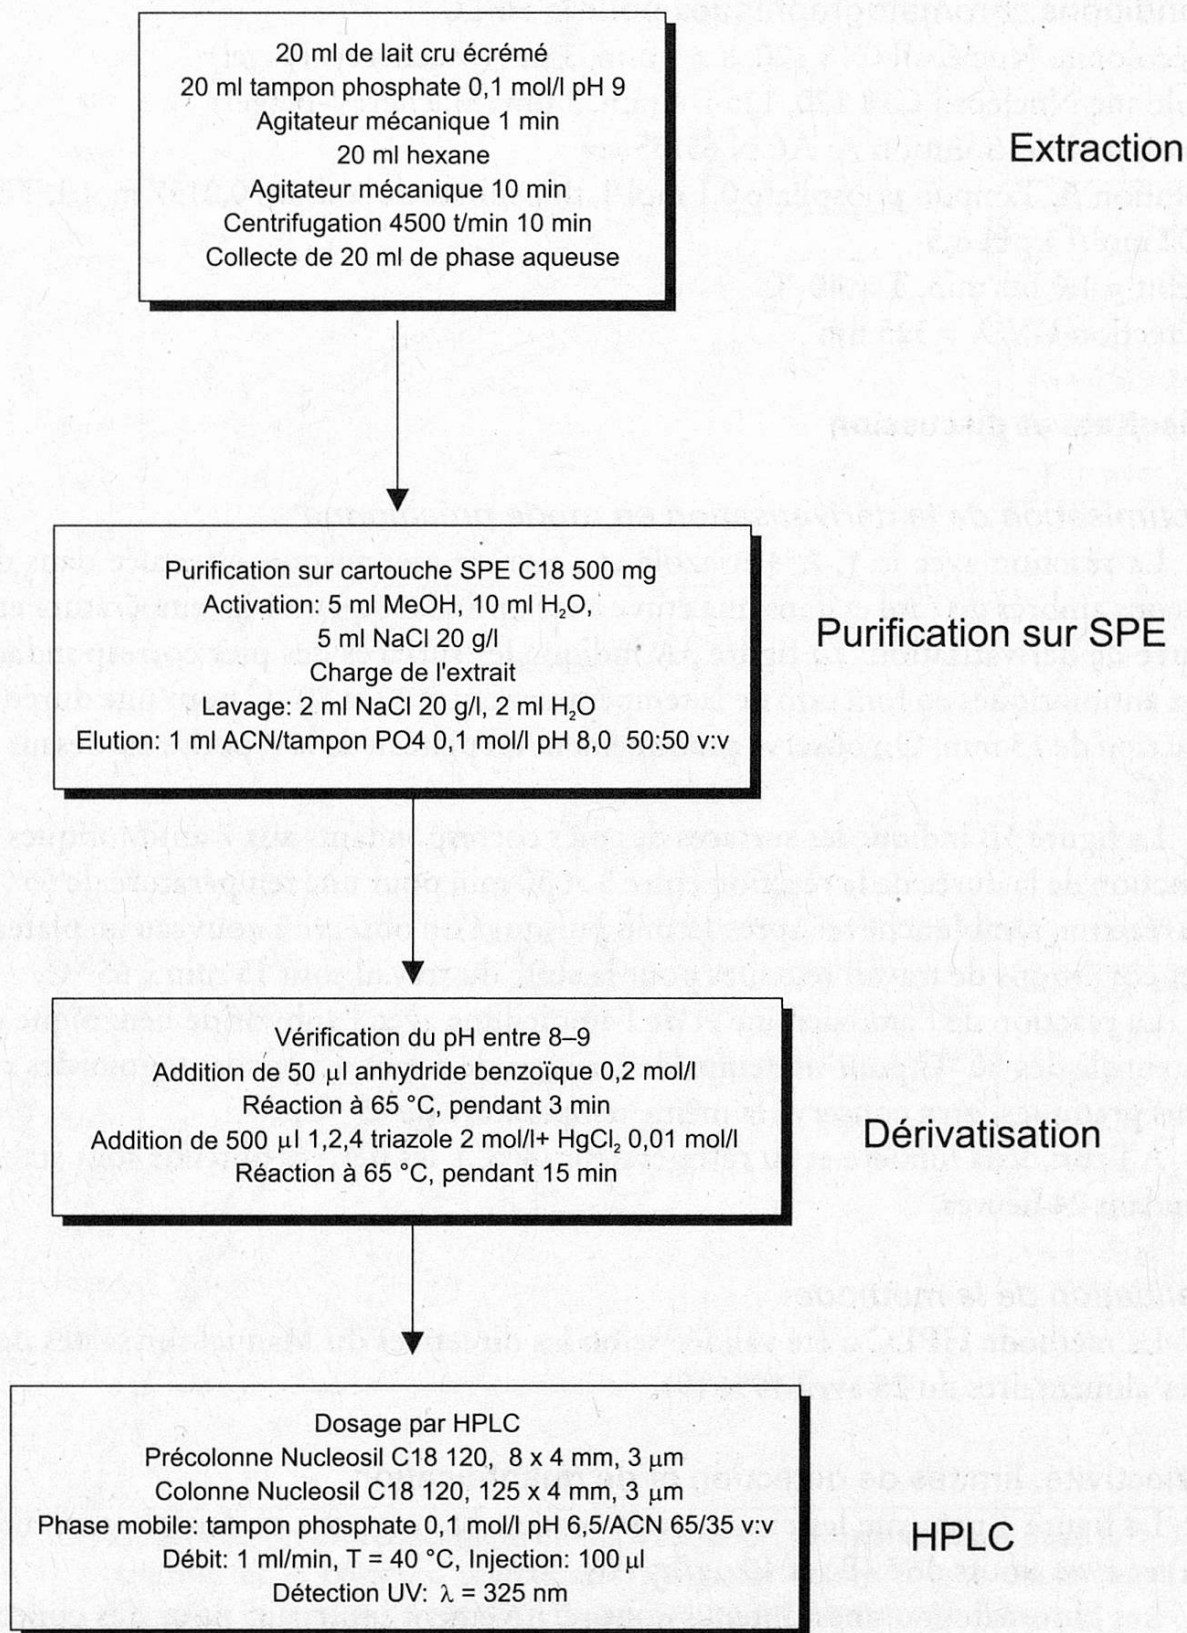 20 ml de lait cru écrémé
20 ml tampon phosphate 0,1 mol/l pH 9
Agitateur mécanique 1 min
20 ml hexane
Agitateur mécanique 10 min
Centrifugation 4500 t/min 10 min
Collecte de 20 ml de phase aqueuse
Extraction
Purification sur cartouche SPE C18 500 mg
Activation: 5 ml MeOH, 10 ml H₂O,
5 ml NaCl 20 g/l
Charge de l'extrait
Lavage: 2 ml NaCl 20 g/l, 2 ml H₂O
Elution: 1 ml ACN/tampon PO4 0,1 mol/l pH 8,0 50:50 v:v
Purification sur SPE
Vérification du pH entre 8–9
Addition de 50 μl anhydride benzoïque 0,2 mol/l
Réaction à 65 °C, pendant 3 min
Addition de 500 μl 1,2,4 triazole 2 mol/l+ HgCl₂ 0,01 mol/l
Réaction à 65 °C, pendant 15 min
Dérivatisation
Dosage par HPLC
Précolonne Nucleosil C18 120, 8 x 4 mm, 3 μm
Colonne Nucleosil C18 120, 125 x 4 mm, 3 μm
Phase mobile: tampon phosphate 0,1 mol/l pH 6,5/ACN 65/35 v:v
Débit: 1 ml/min, T = 40 °C, Injection: 100 μl
Détection UV: λ = 325 nm
HPLC